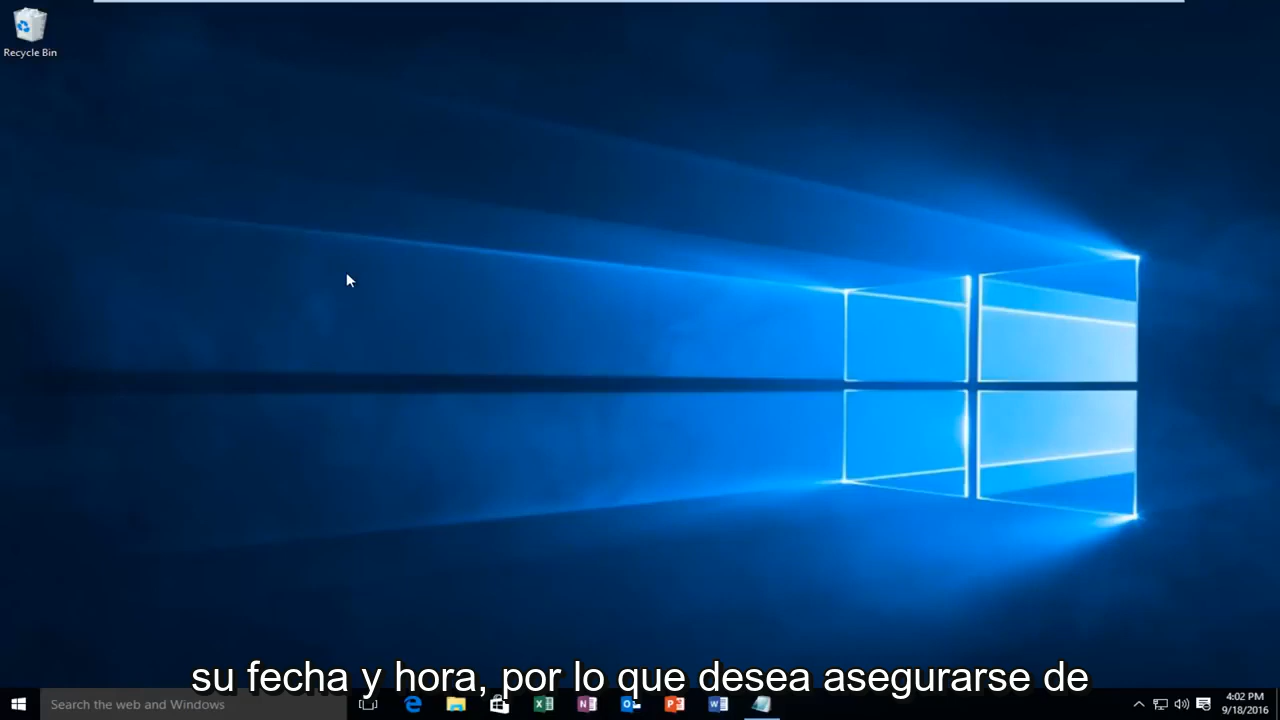 Recycle Bin
su fecha y hora, por lo que desea asegurarse de
Search the web and Windows
4:02 PM
9/18/2016